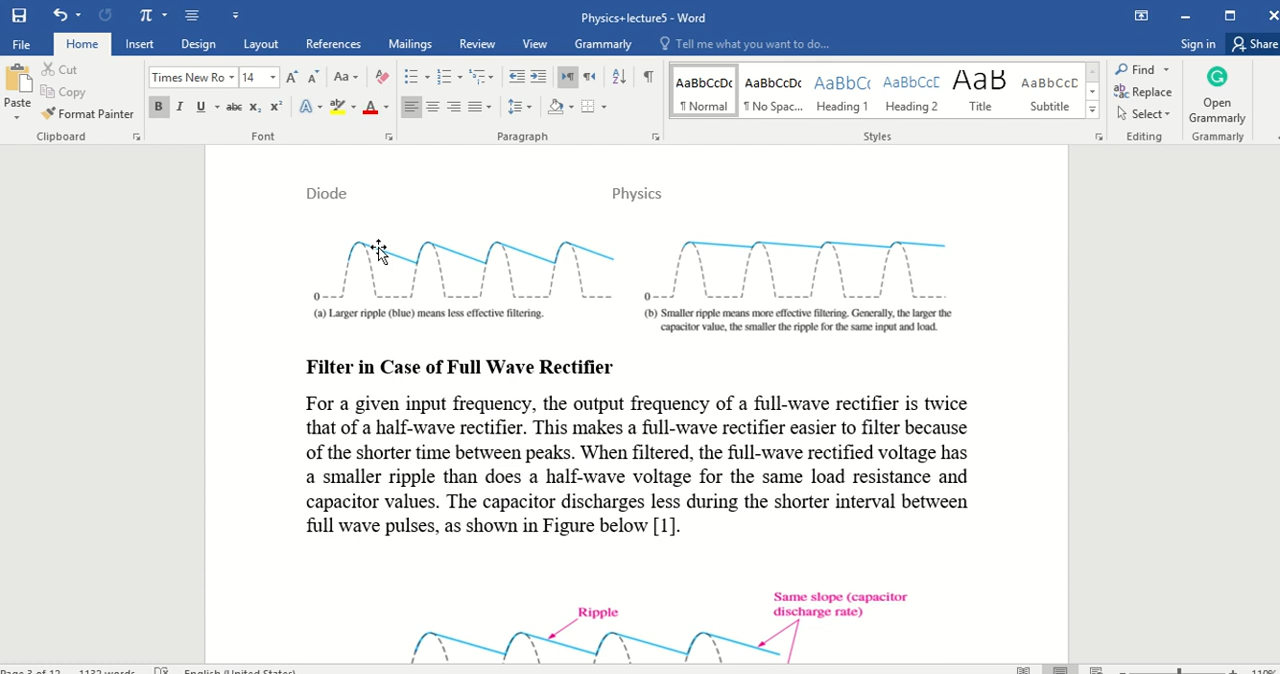 Physics+lecture5 - Word
File Home Insert Design Layout References Mailings Review View Grammarly Tell me what you want to do... Sign in Share
Paste
Cut
Copy
Format Painter
Clipboard
Times New Ro 14
Font
Paragraph
AaBbCcDc AaBbCcDc AaBbCc AaBbCcE AaB AaBbCcD
¶ Normal ¶ No Spac... Heading 1 Heading 2 Title Subtitle
Styles
Find
Replace
Select
Editing
Open
Grammarly
Grammarly
Diode Physics
0
(a) Larger ripple (blue) means less effective filtering.
0
(b) Smaller ripple means more effective filtering. Generally, the larger the
capacitor value, the smaller the ripple for the same input and load.
Filter in Case of Full Wave Rectifier
For a given input frequency, the output frequency of a full-wave rectifier is twice
that of a half-wave rectifier. This makes a full-wave rectifier easier to filter because
of the shorter time between peaks. When filtered, the full-wave rectified voltage has
a smaller ripple than does a half-wave voltage for the same load resistance and
capacitor values. The capacitor discharges less during the shorter interval between
full wave pulses, as shown in Figure below [1].
Ripple
Same slope (capacitor
discharge rate)
Page 3 of 12 1132 words English (United States) 110%